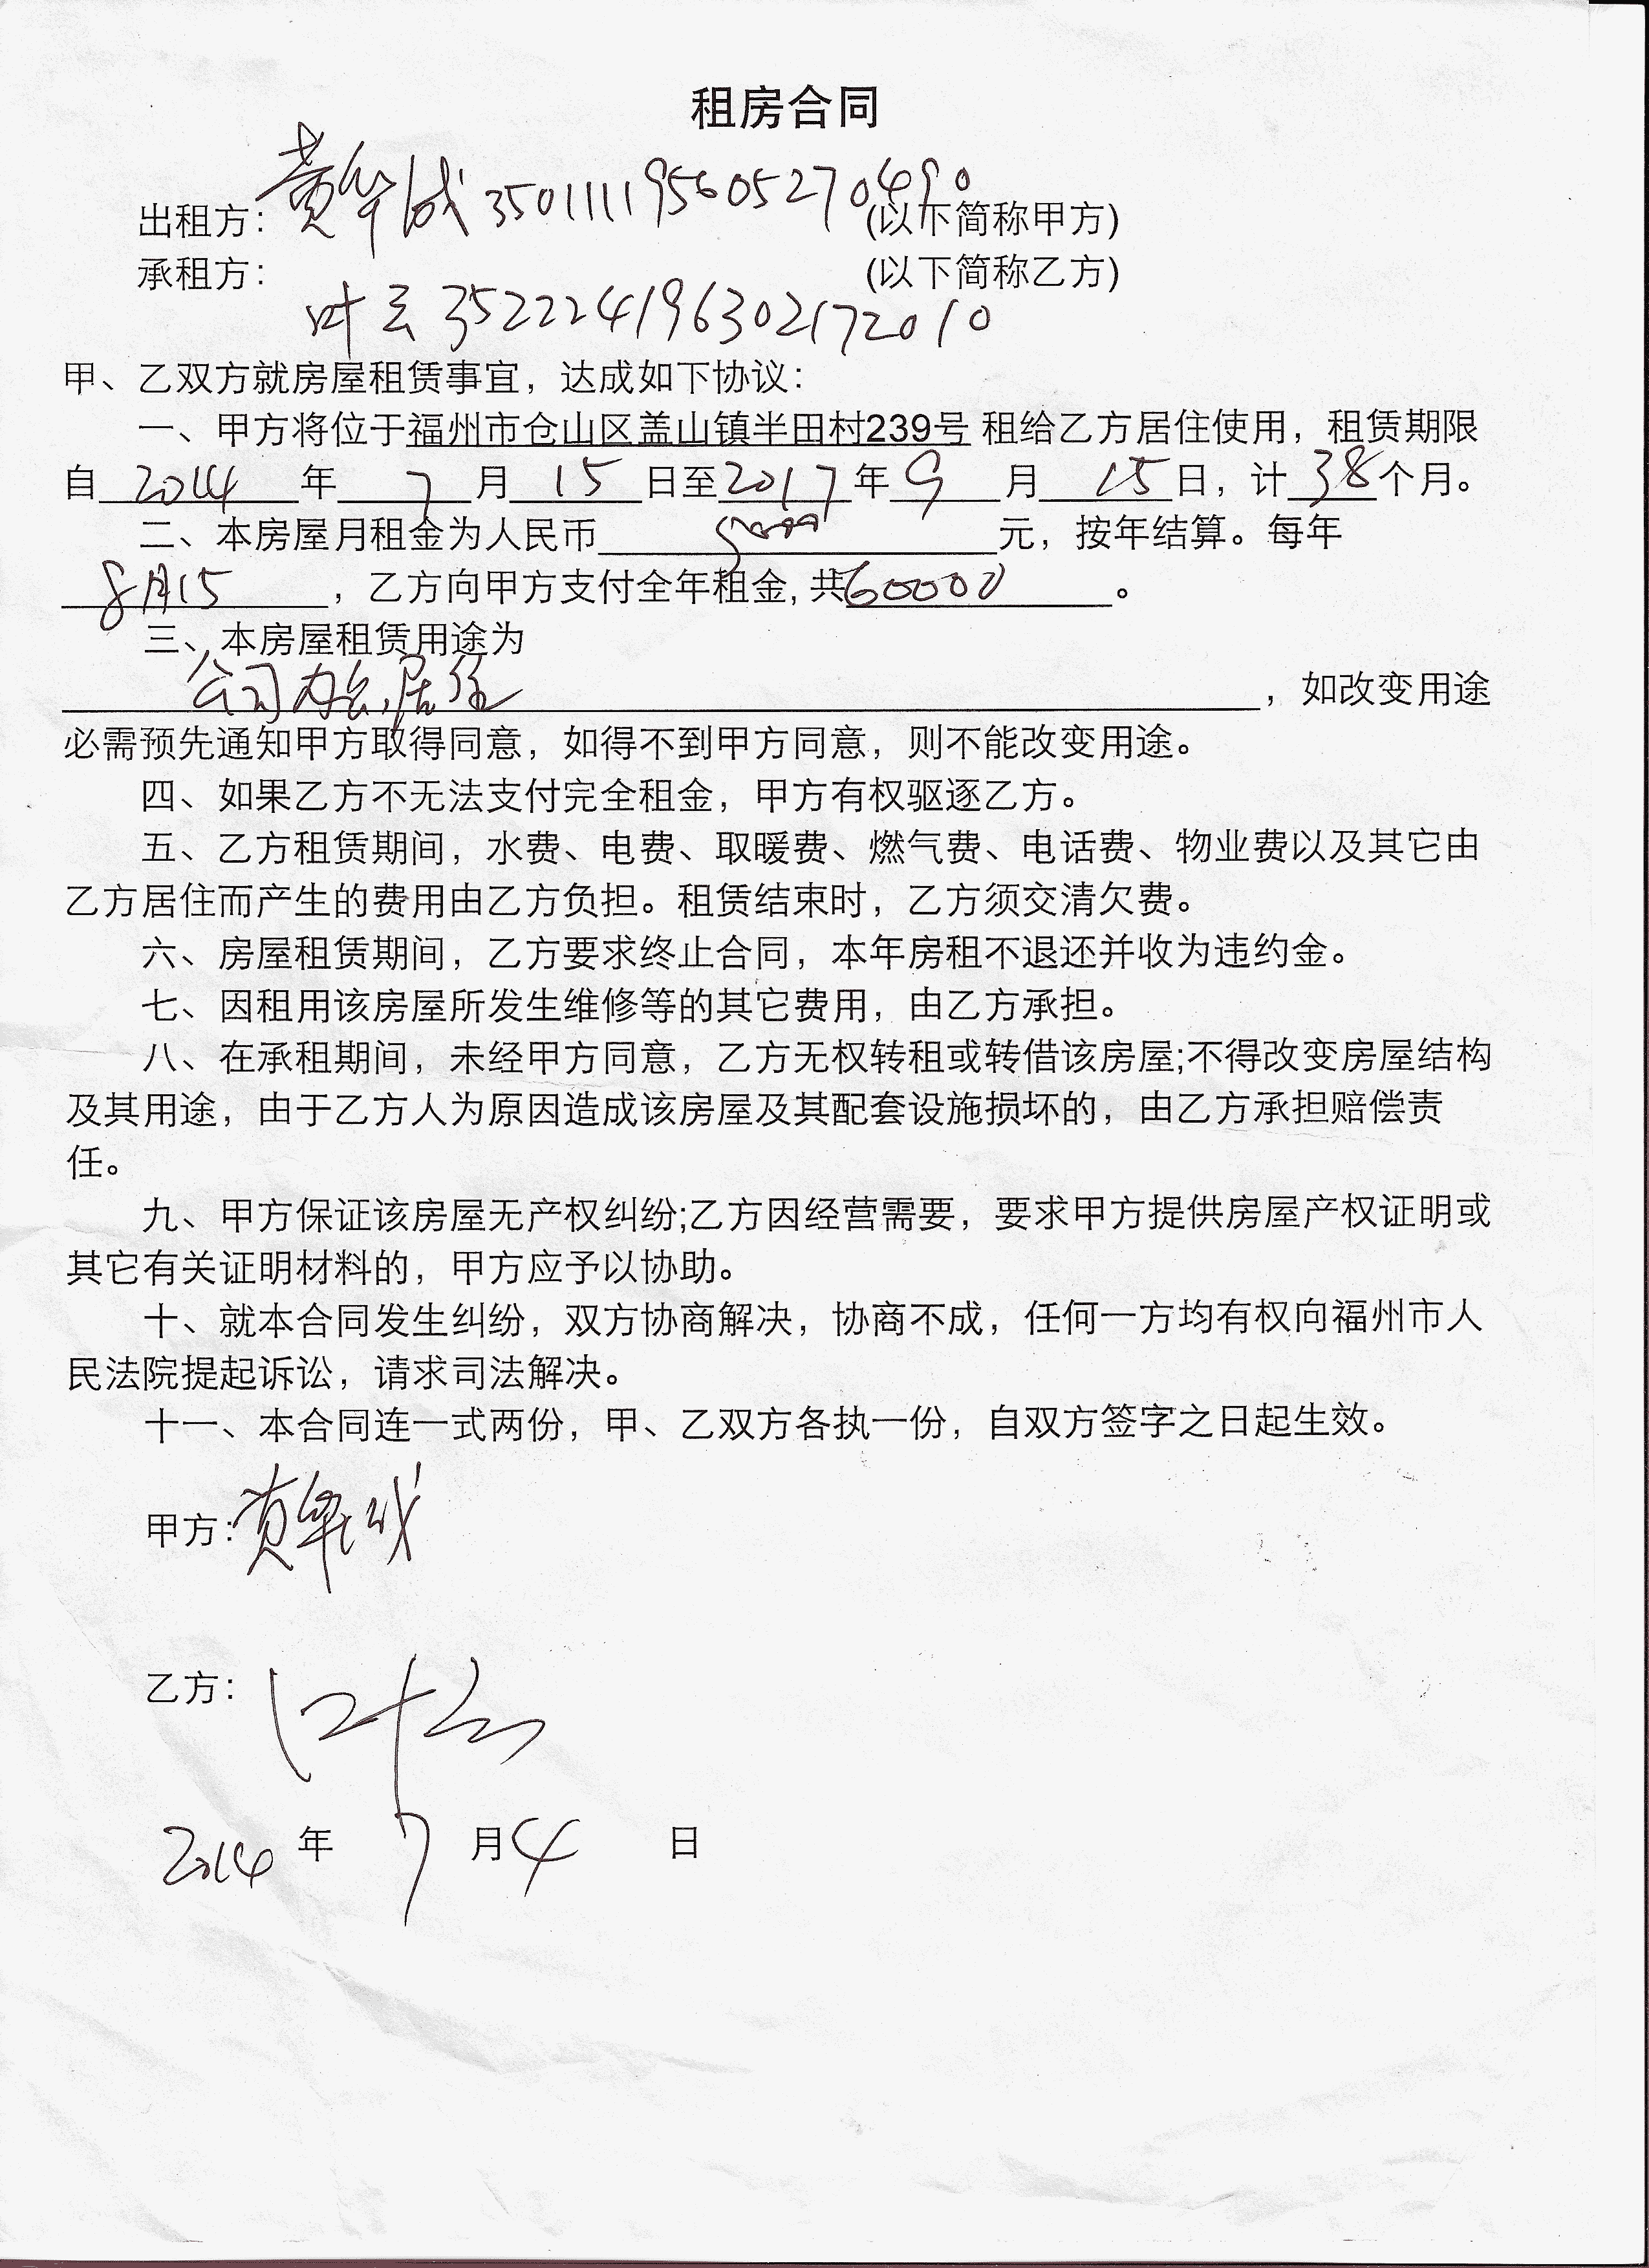 租房合同
出租方：黄华成 350111195605270490 (以下简称甲方)
承租方： (以下简称乙方)
叶云 352224196302172010
甲、乙双方就房屋租赁事宜，达成如下协议：
一、甲方将位于福州市仓山区盖山镇半田村239号 租给乙方居住使用，租赁期限
自 2014 年 7 月 15 日至 2017 年 9 月 15 日，计 38 个月。
二、本房屋月租金为人民币 5000 元，按年结算。每年
8月15 ，乙方向甲方支付全年租金, 共60000 。
三、本房屋租赁用途为
公司办公,居住 ，如改变用途
必需预先通知甲方取得同意，如得不到甲方同意，则不能改变用途。
四、如果乙方不无法支付完全租金，甲方有权驱逐乙方。
五、乙方租赁期间，水费、电费、取暖费、燃气费、电话费、物业费以及其它由
乙方居住而产生的费用由乙方负担。租赁结束时，乙方须交清欠费。
六、房屋租赁期间，乙方要求终止合同，本年房租不退还并收为违约金。
七、因租用该房屋所发生维修等的其它费用，由乙方承担。
八、在承租期间，未经甲方同意，乙方无权转租或转借该房屋;不得改变房屋结构
及其用途，由于乙方人为原因造成该房屋及其配套设施损坏的，由乙方承担赔偿责
任。
九、甲方保证该房屋无产权纠纷;乙方因经营需要，要求甲方提供房屋产权证明或
其它有关证明材料的，甲方应予以协助。
十、就本合同发生纠纷，双方协商解决，协商不成，任何一方均有权向福州市人
民法院提起诉讼，请求司法解决。
十一、本合同连一式两份，甲、乙双方各执一份，自双方签字之日起生效。
甲方：黄华成
乙方：叶云
2014 年 7 月 4 日